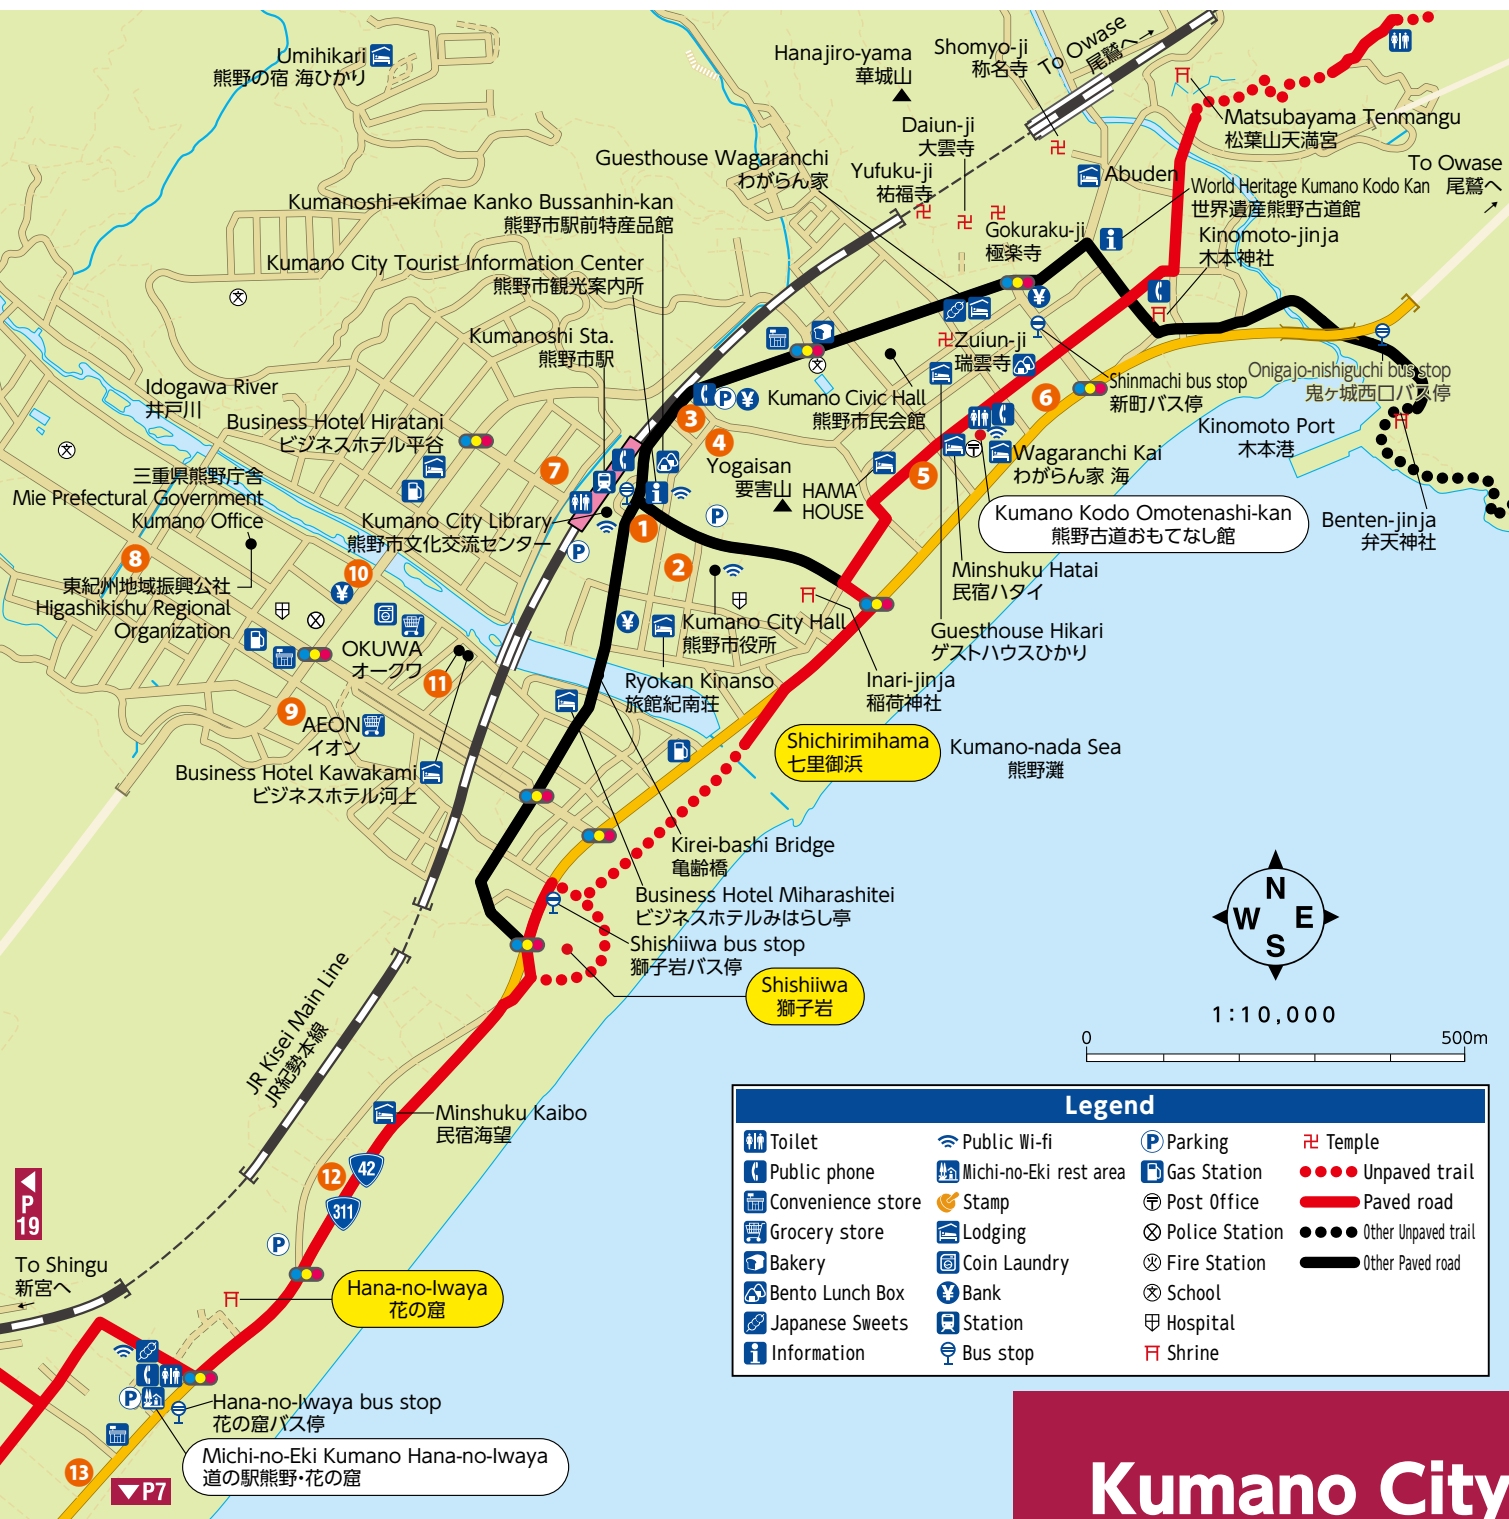 Umihikari
熊野の宿 海ひかり
Hanajiro-yama
華城山
Shomyo-ji
称名寺
To Owase
尾鷲へ
Matsubayama Tenmangu
松葉山天満宮
Daiun-ji
大雲寺
Guesthouse Wagaranchi
わがらん家
Yufuku-ji
祐福寺
Abuden
To Owase
尾鷲へ
World Heritage Kumano Kodo Kan
世界遺産熊野古道館
Kumanoshi-ekimae Kanko Bussanhin-kan
熊野市駅前特産品館
Gokuraku-ji
極楽寺
Kinomoto-jinja
木本神社
Kumano City Tourist Information Center
熊野市観光案内所
Kumanoshi Sta.
熊野市駅
Zuiun-ji
瑞雲寺
Idogawa River
井戸川
Shinmachi bus stop
新町バス停
Onigajo-nishiguchi bus stop
鬼ヶ城西口バス停
Kumano Civic Hall
熊野市民会館
Business Hotel Hiratani
ビジネスホテル平谷
Kinomoto Port
木本港
Wagaranchi Kai
わがらん家 海
Yogaisan
要害山
HAMA
HOUSE
三重県熊野庁舎
Mie Prefectural Government
Kumano Office
Kumano City Library
熊野市文化交流センター
Kumano Kodo Omotenashi-kan
熊野古道おもてなし館
Benten-jinja
弁天神社
Minshuku Hatai
民宿ハタイ
東紀州地域振興公社
Higashikishu Regional
Organization
OKUWA
オークワ
Kumano City Hall
熊野市役所
Guesthouse Hikari
ゲストハウスひかり
Ryokan Kinanso
旅館紀南荘
Inari-jinja
稲荷神社
AEON
イオン
Shichirimihama
七里御浜
Kumano-nada Sea
熊野灘
Business Hotel Kawakami
ビジネスホテル河上
Kirei-bashi Bridge
亀齢橋
Business Hotel Miharashitei
ビジネスホテルみはらし亭
Shishiiwa bus stop
獅子岩バス停
Shishiiwa
獅子岩
JR Kisei Main Line
JR紀勢本線
Minshuku Kaibo
民宿海望
42
311
P
19
To Shingu
新宮へ
Hana-no-Iwaya
花の窟
Hana-no-Iwaya bus stop
花の窟バス停
Michi-no-Eki Kumano Hana-no-Iwaya
道の駅熊野・花の窟
P7
1
2
3
4
5
6
7
8
9
10
11
12
13
N
W E
S
1:10,000
0 500m
Legend
Toilet
Public phone
Convenience store
Grocery store
Bakery
Bento Lunch Box
Japanese Sweets
Information
Public Wi-fi
Michi-no-Eki rest area
Stamp
Lodging
Coin Laundry
Bank
Station
Bus stop
Parking
Gas Station
Post Office
Police Station
Fire Station
School
Hospital
Shrine
Temple
Unpaved trail
Paved road
Other Unpaved trail
Other Paved road
Kumano City